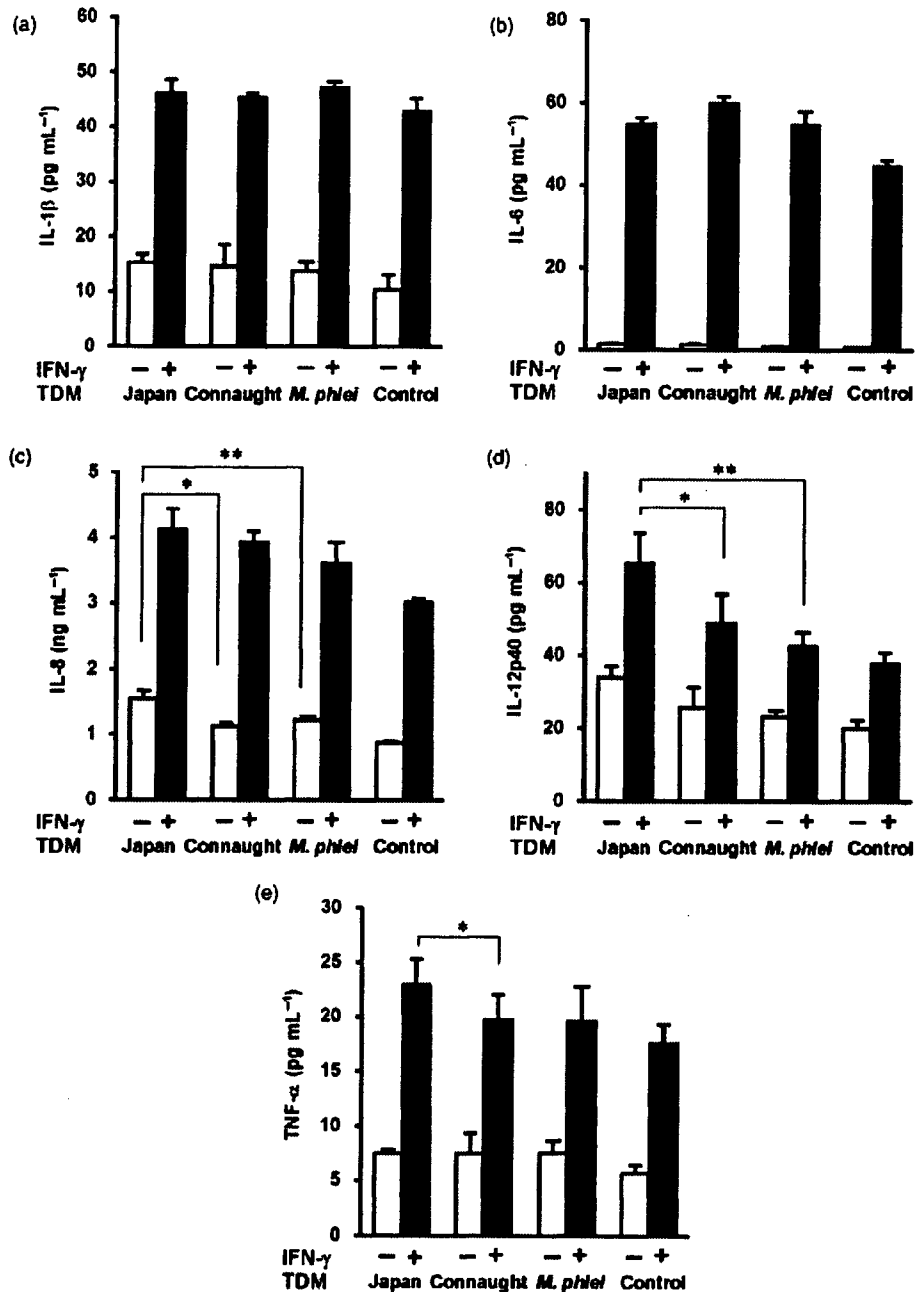 (a)
IL-1β (pg mL⁻¹)
60
50
40
30
20
10
0
IFN-γ − + − + − + − +
TDM Japan Connaught M. phlei Control
(b)
IL-6 (pg mL⁻¹)
80
60
40
20
0
IFN-γ − + − + − + − +
TDM Japan Connaught M. phlei Control
(c)
IL-8 (ng mL⁻¹)
5
4
3
2
1
0
**
*
IFN-γ − + − + − + − +
TDM Japan Connaught M. phlei Control
(d)
IL-12p40 (pg mL⁻¹)
80
60
40
20
0
**
*
IFN-γ − + − + − + − +
TDM Japan Connaught M. phlei Control
(e)
TNF-α (pg mL⁻¹)
30
25
20
15
10
5
0
*
IFN-γ − + − + − + − +
TDM Japan Connaught M. phlei Control